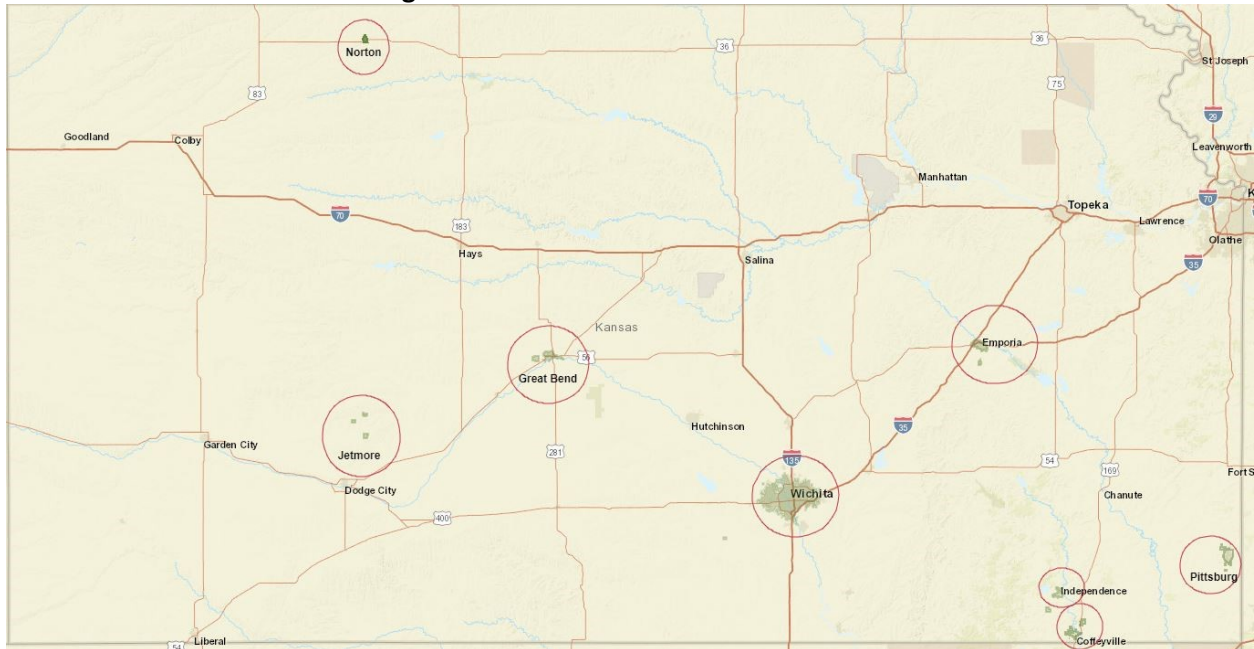 Norton
36
36
St Joseph
83
75
Goodland
Colby
29
Leavenworth
Manhattan
70
183
Topeka
70
K
Lawrence
Olathe
Hays
Salina
35
Kansas
Emporia
56
Great Bend
Hutchinson
35
Garden City
Jetmore
281
135
54
169
Fort S
Dodge City
Wichita
Chanute
400
Pittsburg
Independence
Liberal
54
Coffeyville